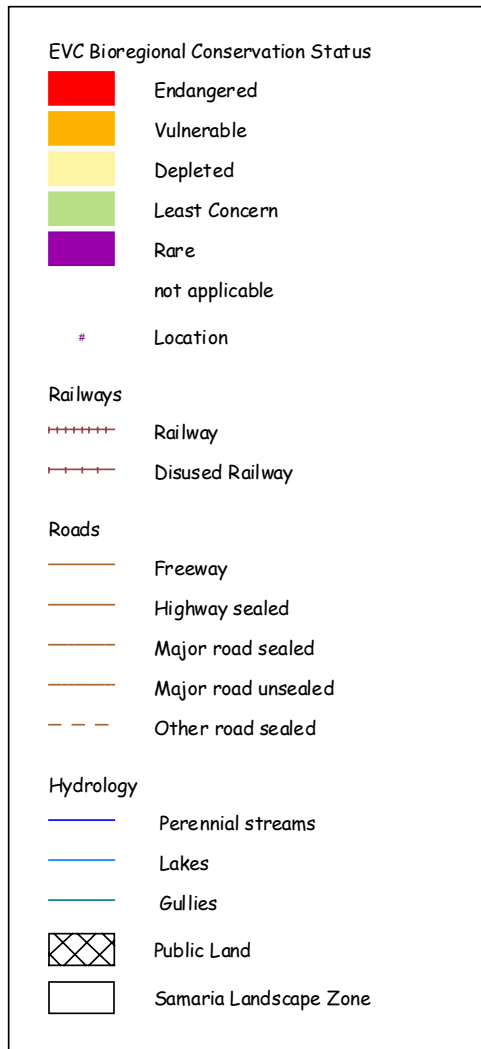 EVC Bioregional Conservation Status
Endangered
Vulnerable
Depleted
Least Concern
Rare
not applicable
# Location
Railways
Railway
Disused Railway
Roads
Freeway
Highway sealed
Major road sealed
Major road unsealed
Other road sealed
Hydrology
Perennial streams
Lakes
Gullies
Public Land
Samaria Landscape Zone